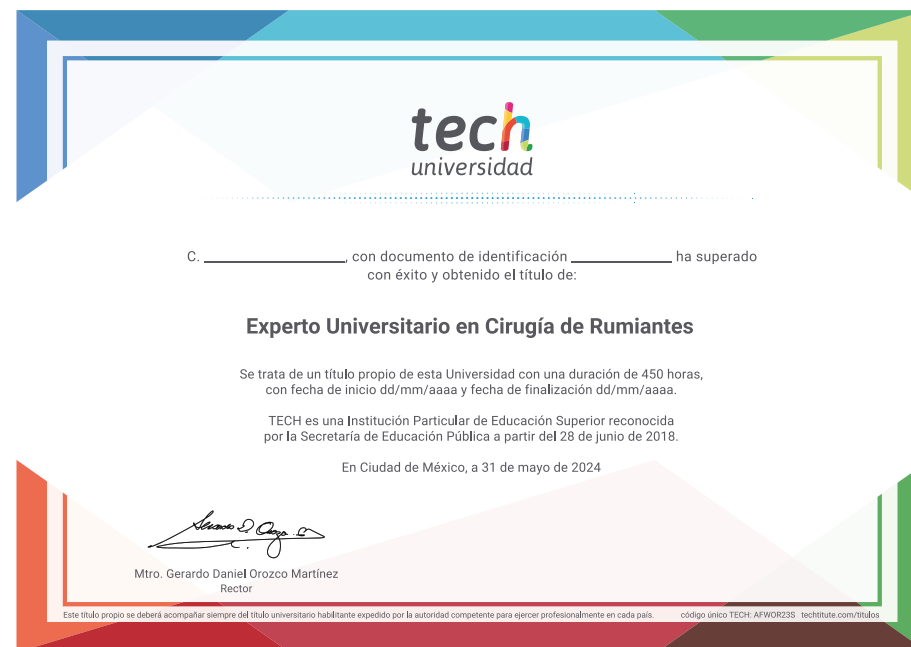 tech
universidad
C. ____________, con documento de identificación ____________ ha superado
con éxito y obtenido el título de:
Experto Universitario en Cirugía de Rumiantes
Se trata de un título propio de esta Universidad con una duración de 450 horas,
con fecha de inicio dd/mm/aaaa y fecha de finalización dd/mm/aaaa.
TECH es una Institución Particular de Educación Superior reconocida
por la Secretaría de Educación Pública a partir del 28 de junio de 2018.
En Ciudad de México, a 31 de mayo de 2024
Mtro. Gerardo Daniel Orozco Martínez
Rector
Este título propio se deberá acompañar siempre del título universitario habilitante expedido por la autoridad competente para ejercer profesionalmente en cada país. código único TECH: AFWOR23S techtitute.com/titulos